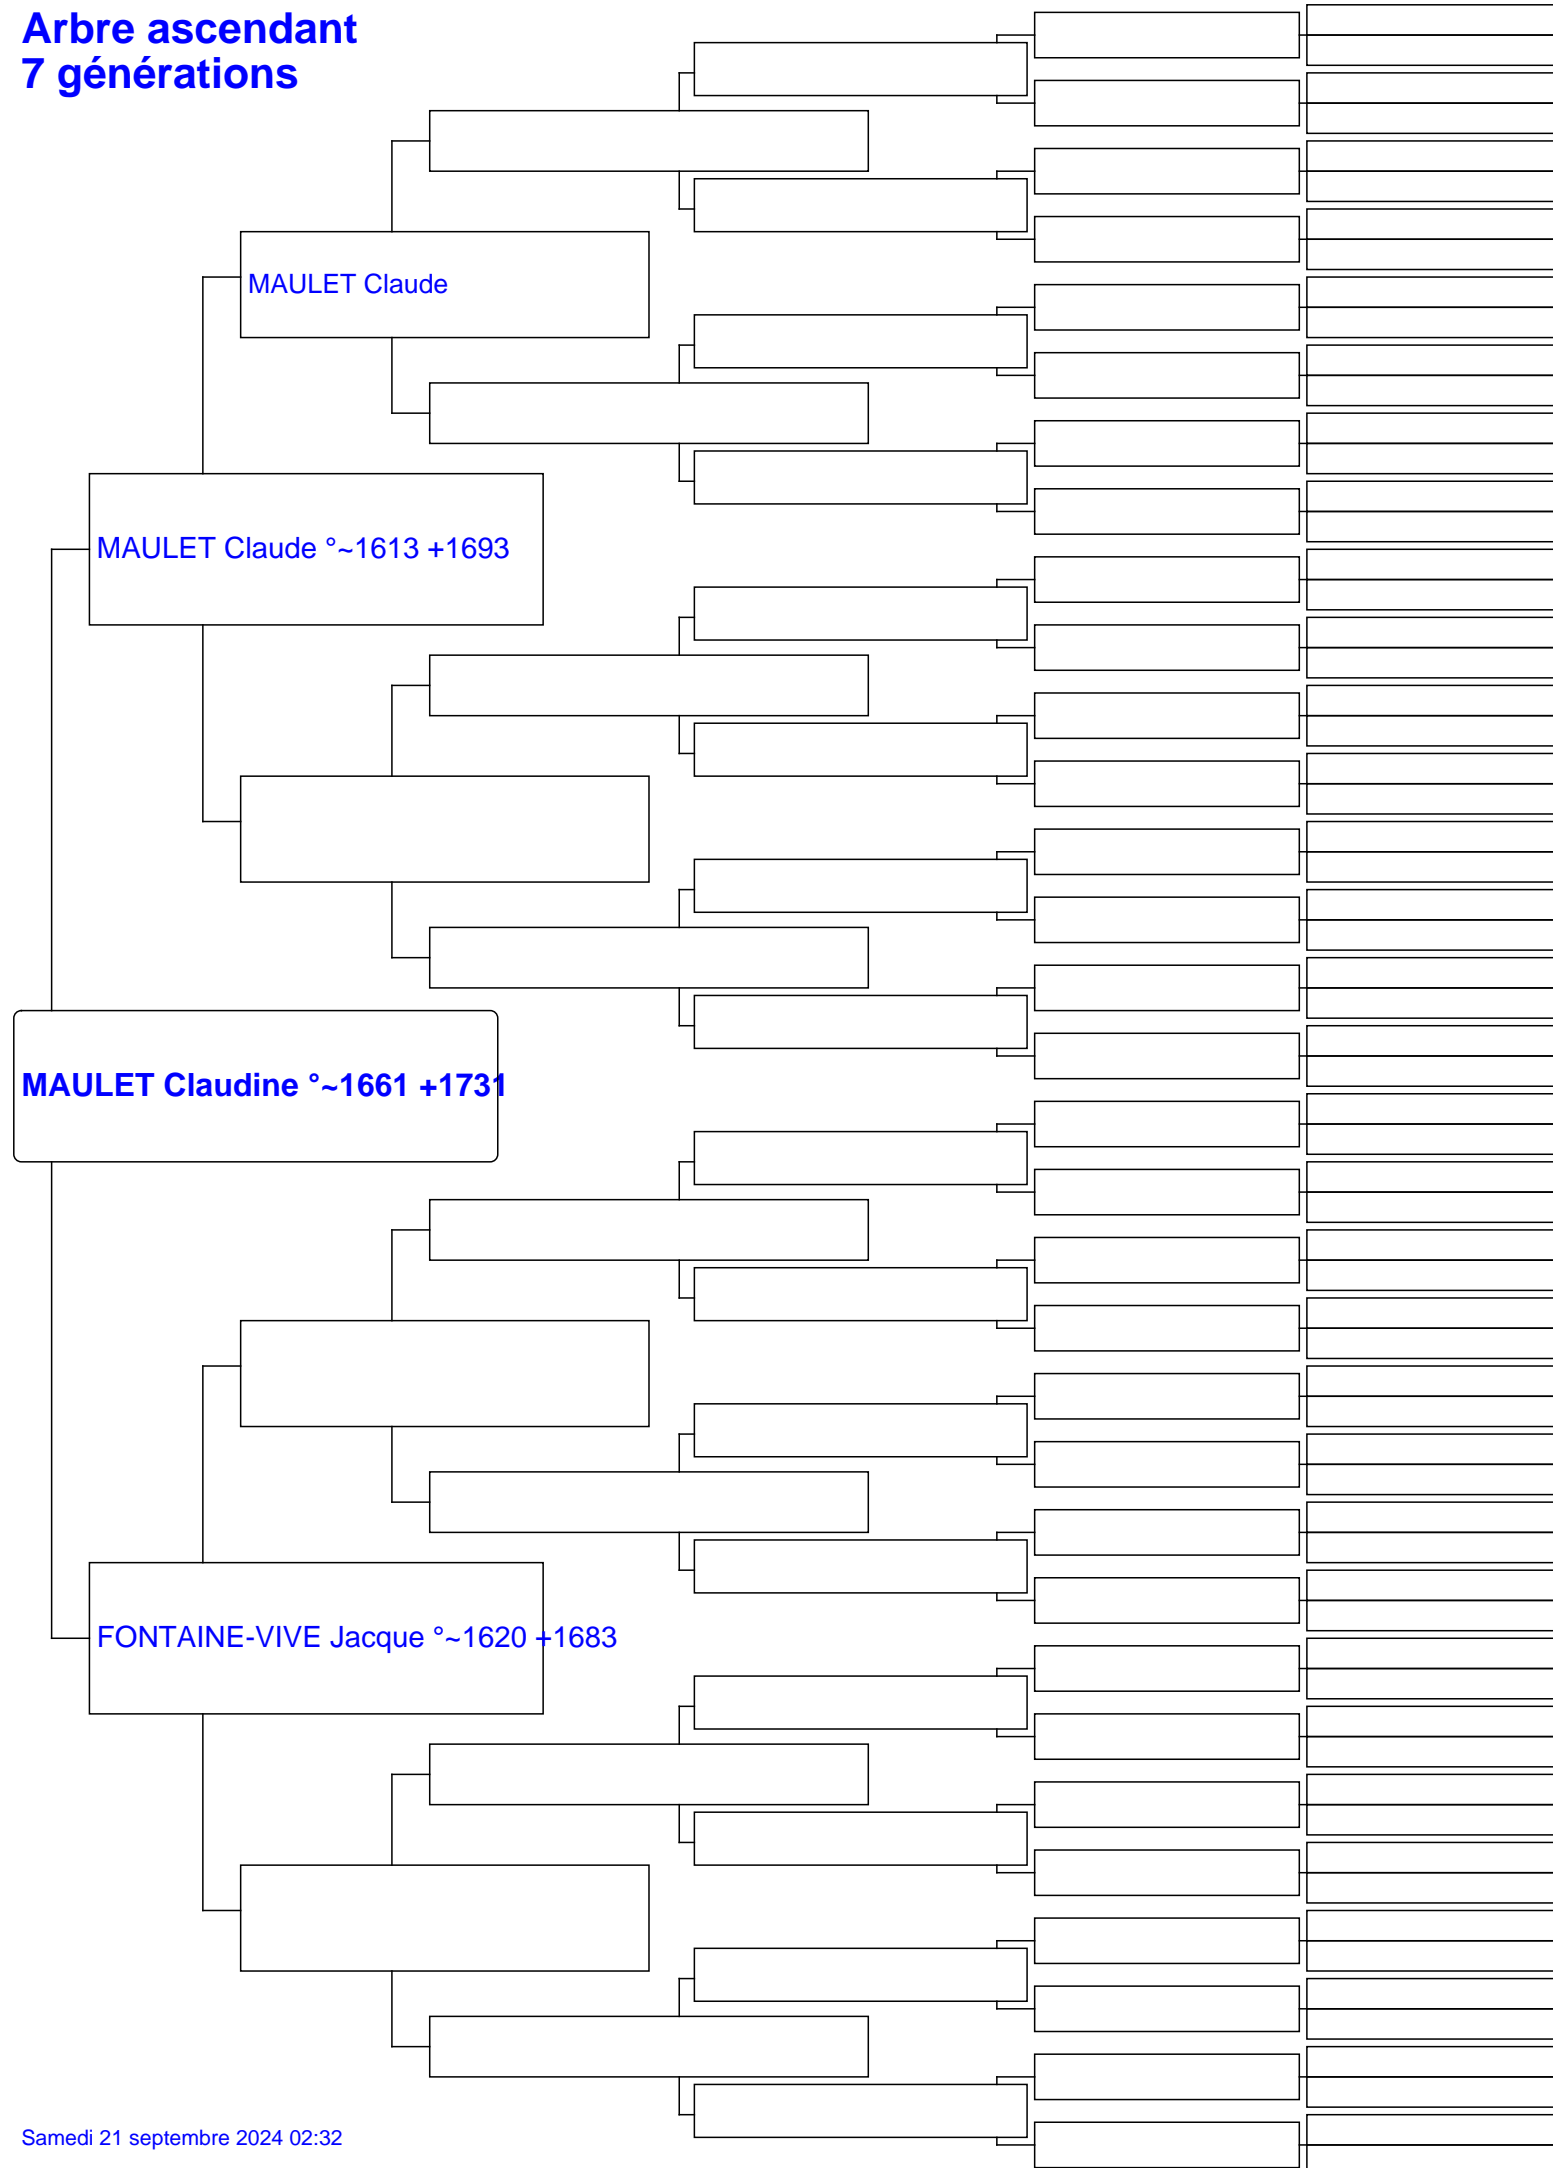 Arbre ascendant
7 générations
MAULET Claude
MAULET Claude °~1613 +1693
MAULET Claudine °~1661 +1731
FONTAINE-VIVE Jacque °~1620 +1683
Samedi 21 septembre 2024 02:32